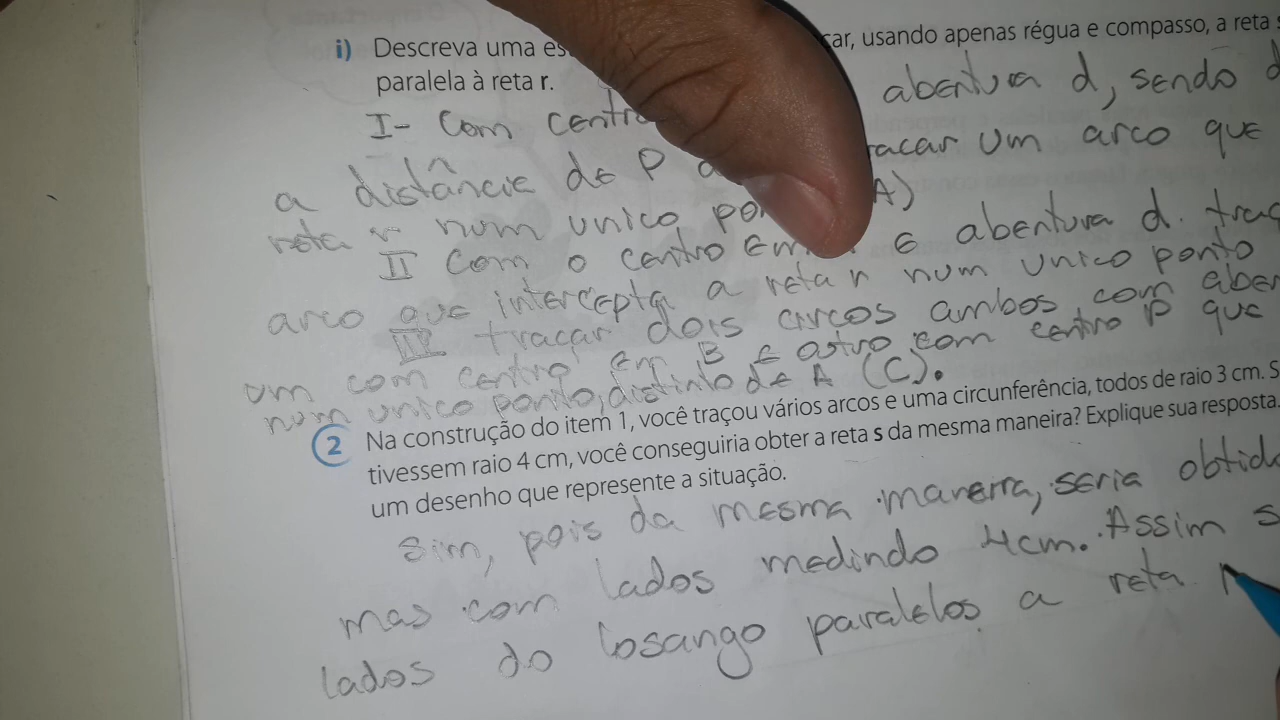 i) Descreva uma es çar, usando apenas régua e compasso, a reta s
paralela à reta r.
I- Com centro abertura d, sendo d
a distância de P a tracar um arco que
reta r num unico pon A)
II Com o centro em e abertura d. traç
arco que intercepta a reta r num unico ponto
III traçar dois arcos ambos com aber
um com centro em B e outro com centro P que
num unico ponto, distinto de A (C).
2 Na construção do item 1, você traçou vários arcos e uma circunferência, todos de raio 3 cm. S
tivessem raio 4 cm, você conseguiria obter a reta s da mesma maneira? Explique sua resposta
um desenho que represente a situação.
Sim, pois da mesma maneira, seria obtido
mas com lados medindo 4cm. Assim s
lados do losango paralelos a reta